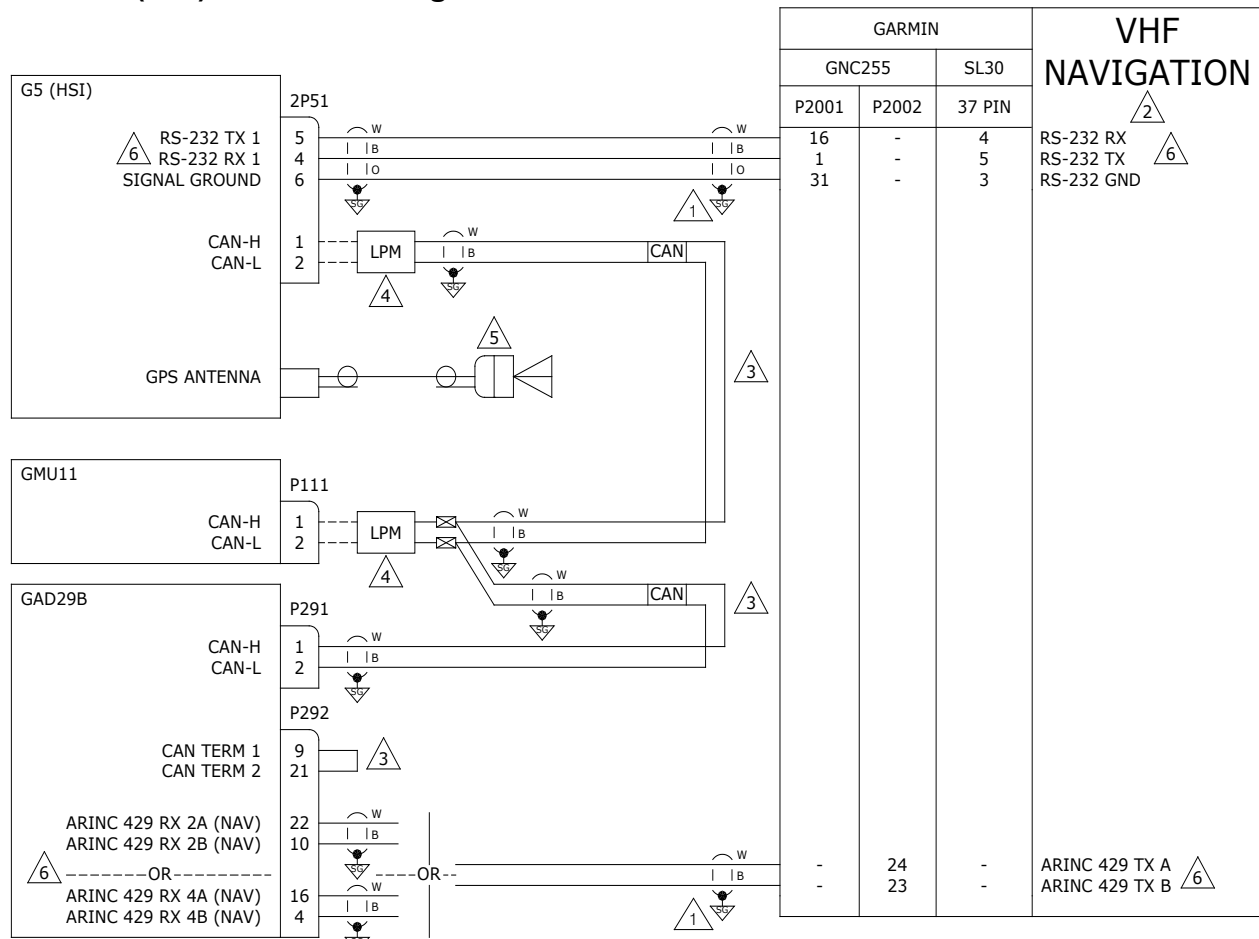 GARMIN
VHF
NAVIGATION
GNC255 SL30
P2001 P2002 37 PIN
2
G5 (HSI)
2P51
6 RS-232 TX 1 5 W W 16 - 4 RS-232 RX
RS-232 RX 1 4 B B 1 - 5 RS-232 TX 6
SIGNAL GROUND 6 O O 31 - 3 RS-232 GND
SG SG
1
CAN-H 1 W
CAN-L 2 LPM B CAN
SG
4
5
GPS ANTENNA
3
GMU11
P111
CAN-H 1 W
CAN-L 2 LPM B
SG
4
GAD29B
W
B CAN 3
SG
P291
CAN-H 1 W
CAN-L 2 B
SG
P292
CAN TERM 1 9 3
CAN TERM 2 21
ARINC 429 RX 2A (NAV) 22 W
ARINC 429 RX 2B (NAV) 10 B
SG
6 OR OR W - 24 - ARINC 429 TX A
B - 23 - ARINC 429 TX B 6
SG
1
ARINC 429 RX 4A (NAV) 16 W
ARINC 429 RX 4B (NAV) 4 B